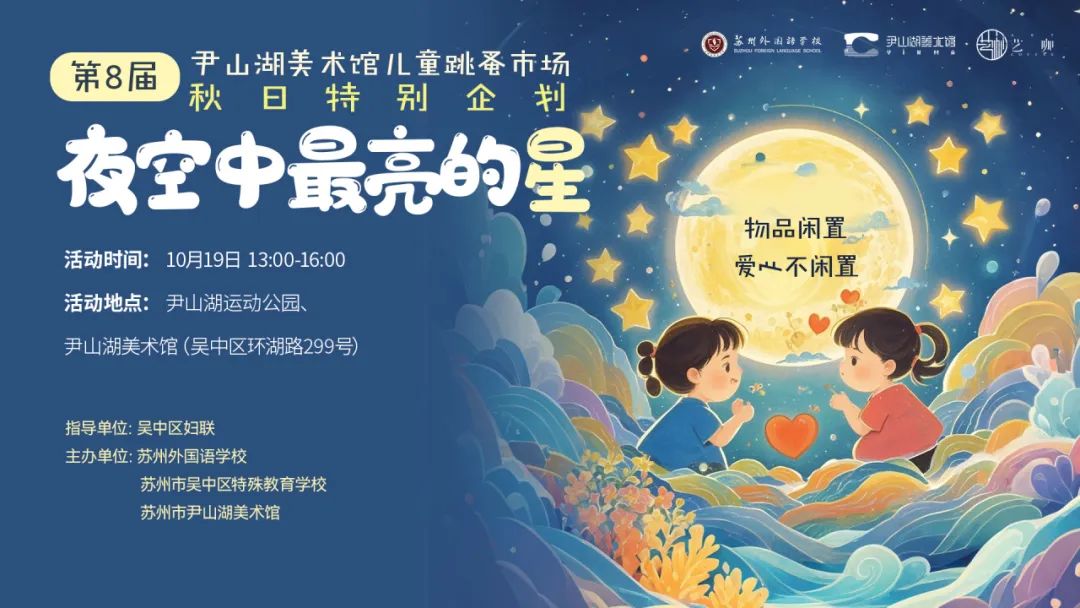 第8届
尹山湖美术馆儿童跳蚤市场
秋日特别企划
夜空中最亮的星
活动时间： 10月19日 13:00-16:00
活动地点： 尹山湖运动公园、
尹山湖美术馆（吴中区环湖路299号）
指导单位: 吴中区妇联
主办单位: 苏州外国语学校
苏州市吴中区特殊教育学校
苏州市尹山湖美术馆
苏州外国语学校
SUZHOU FOREIGN LANGUAGE SCHOOL
尹山湖美术馆
艺咖
物品闲置
爱心不闲置